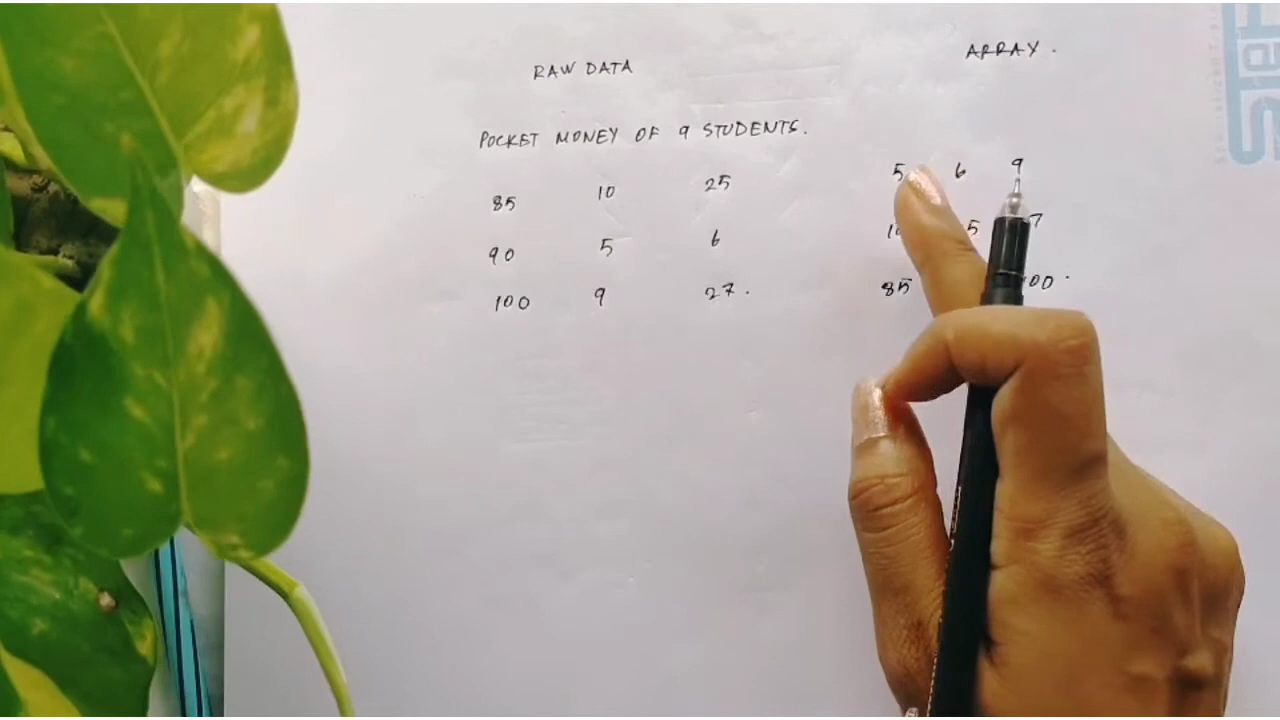 RAW DATA
ARRAY.
POCKET MONEY OF 9 STUDENTS.
85 10 25
90 5 6
100 9 27.
5 6 9
85